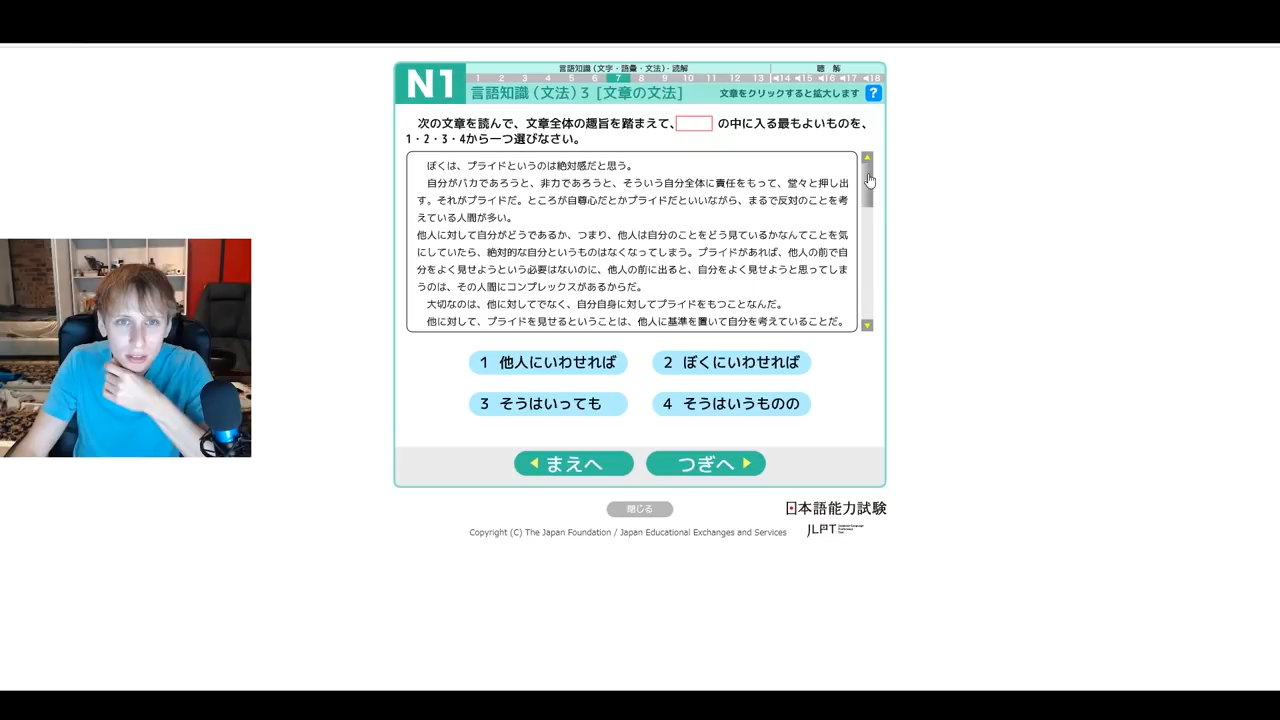 言語知識(文字・語彙・文法)・読解 聴 解
N1
1 2 3 4 5 6 7 8 9 10 11 12 13 14 15 16 17 18
言語知識(文法)3 [文章の文法] 文章をクリックすると拡大します ?
次の文章を読んで、文章全体の趣旨を踏まえて、 の中に入る最もよいものを、
1・2・3・4から一つ選びなさい。
ぼくは、プライドというのは絶対感だと思う。
自分がバカであろうと、非力であろうと、そういう自分全体に責任をもって、堂々と押し出
す。それがプライドだ。ところが自尊心だとかプライドだといいながら、まるで反対のことを考
えている人間が多い。
他人に対して自分がどうであるか、つまり、他人は自分のことをどう見ているかなんてことを気
にしていたら、絶対的な自分というものはなくなってしまう。プライドがあれば、他人の前で自
分をよく見せようという必要はないのに、他人の前に出ると、自分をよく見せようと思ってしま
うのは、その人間にコンプレックスがあるからだ。
大切なのは、他に対してでなく、自分自身に対してプライドをもつことなんだ。
他に対して、プライドを見せるということは、他人に基準を置いて自分を考えていることだ。
1 他人にいわせれば 2 ぼくにいわせれば
3 そうはいっても 4 そうはいうものの
まえへ つぎへ
閉じる
日本語能力試験
JLPT
Copyright (C) The Japan Foundation / Japan Educational Exchanges and Services